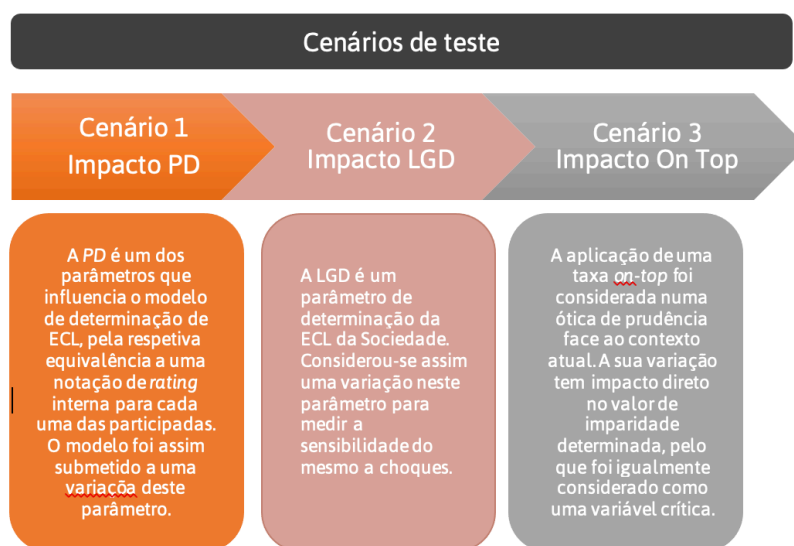 Cenários de teste
Cenário 1
Impacto PD
Cenário 2
Impacto LGD
Cenário 3
Impacto On Top
A PD é um dos
parâmetros que
influencia o modelo
de determinação de
ECL, pela respetiva
equivalência a uma
notação de rating
interna para cada
uma das participadas.
O modelo foi assim
submetido a uma
variaçõa deste
parâmetro.
A LGD é um
parâmetro de
determinação da
ECL da Sociedade.
Considerou-se assim
uma variação neste
parâmetro para
medir a
sensibilidade do
mesmo a choques.
A aplicação de uma
taxa on-top foi
considerada numa
ótica de prudência
face ao contexto
atual. A sua variação
tem impacto direto
no valor de
imparidade
determinada, pelo
que foi igualmente
considerado como
uma variável crítica.